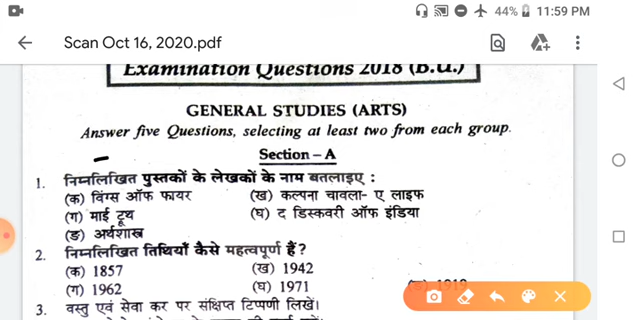 44% 11:59 PM
Scan Oct 16, 2020.pdf
Examination Questions 2018 (B.U.)
GENERAL STUDIES (ARTS)
Answer five Questions, selecting at least two from each group.
Section – A
1. निम्नलिखित पुस्तकों के लेखकों के नाम बतलाइए :
(क) विंग्स ऑफ फायर (ख) कल्पना चावला- ए लाइफ
(ग) माई ट्रूथ (घ) द डिस्कवरी ऑफ इंडिया
(ङ) अर्थशास्त्र
2. निम्नलिखित तिथियाँ कैसे महत्वपूर्ण हैं?
(क) 1857 (ख) 1942
(ग) 1962 (घ) 1971
3. वस्तु एवं सेवा कर पर संक्षिप्त टिप्पणी लिखें।